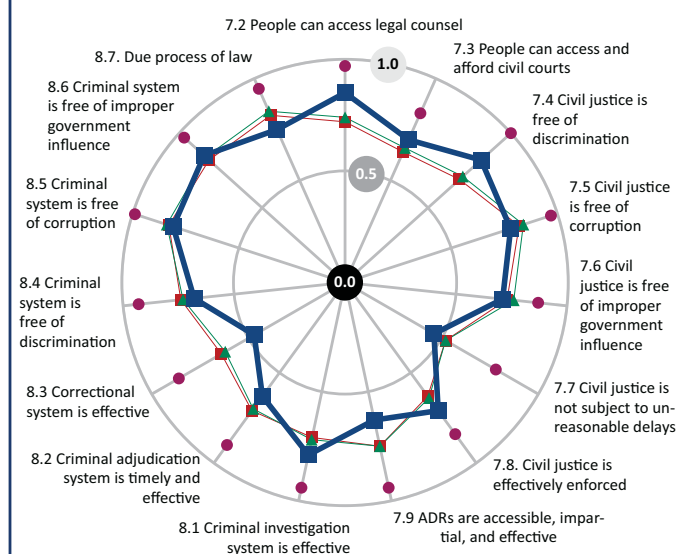 7.2 People can access legal counsel
7.3 People can access and
afford civil courts
7.4 Civil justice is
free of
discrimination
7.5 Civil justice
is free of
corruption
7.6 Civil
justice is free
of improper
government
influence
7.7 Civil justice is
not subject to un-
reasonable delays
7.8. Civil justice is
effectively enforced
7.9 ADRs are accessible, impar-
tial, and effective
8.1 Criminal investigation
system is effective
8.2 Criminal adjudication
system is timely and
effective
8.3 Correctional
system is effective
8.4 Criminal
system is
free of
discrimination
8.5 Criminal
system is free
of corruption
8.6 Criminal system
is free of improper
government
influence
8.7. Due process of law
1.0
0.5
0.0